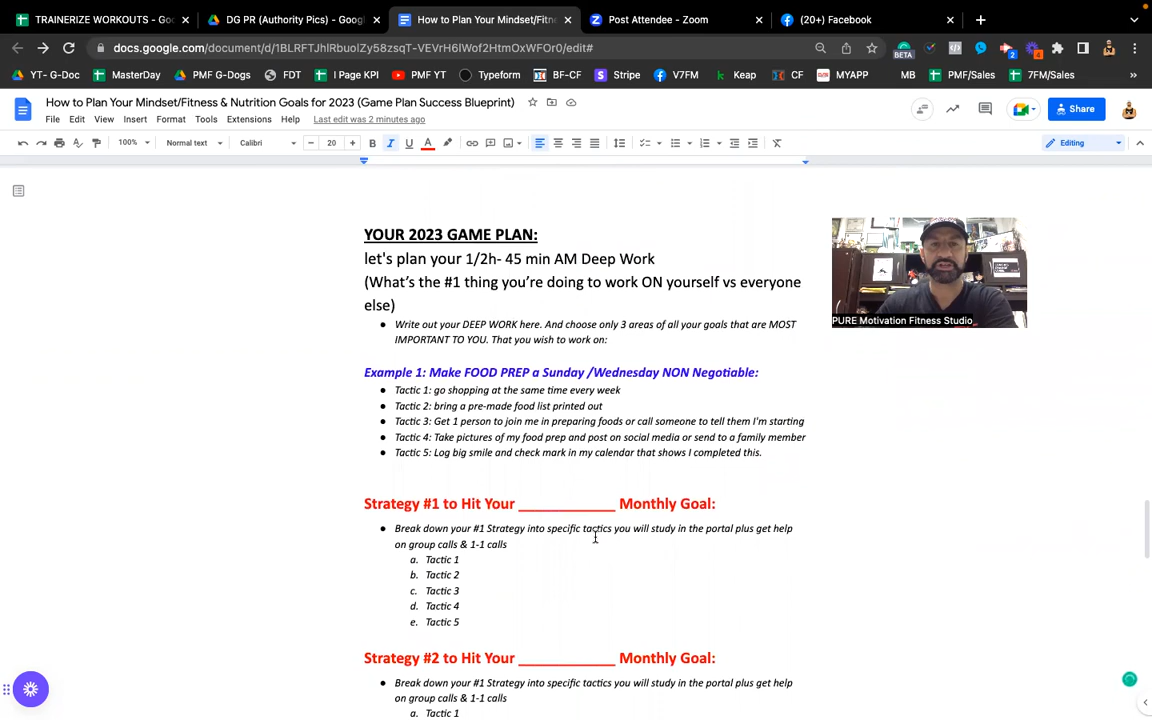 TRAINERIZE WORKOUTS - Go
DG PR (Authority Pics) - Googl
How to Plan Your Mindset/Fitne
Post Attendee - Zoom
(20+) Facebook
docs.google.com/document/d/1BLRFTJhlRbuolZy58zsqT-VEVrH6lWof2HtmOxWFOr0/edit#
BETA
2
4
YT- G-Doc
MasterDay
PMF G-Dogs
FDT
I Page KPI
PMF YT
Typeform
BF-CF
Stripe
V7FM
Keap
CF
MYAPP
MB
PMF/Sales
7FM/Sales
How to Plan Your Mindset/Fitness & Nutrition Goals for 2023 (Game Plan Success Blueprint)
Share
File Edit View Insert Format Tools Extensions Help Last edit was 2 minutes ago
100% Normal text Calibri 20 B I U A Editing
YOUR 2023 GAME PLAN:
let's plan your 1/2h- 45 min AM Deep Work
(What's the #1 thing you're doing to work ON yourself vs everyone
else)
● Write out your DEEP WORK here. And choose only 3 areas of all your goals that are MOST
IMPORTANT TO YOU. That you wish to work on:
Example 1: Make FOOD PREP a Sunday /Wednesday NON Negotiable:
● Tactic 1: go shopping at the same time every week
● Tactic 2: bring a pre-made food list printed out
● Tactic 3: Get 1 person to join me in preparing foods or call someone to tell them I'm starting
● Tactic 4: Take pictures of my food prep and post on social media or send to a family member
● Tactic 5: Log big smile and check mark in my calendar that shows I completed this.
Strategy #1 to Hit Your ____________ Monthly Goal:
● Break down your #1 Strategy into specific tactics you will study in the portal plus get help
on group calls & 1-1 calls
a. Tactic 1
b. Tactic 2
c. Tactic 3
d. Tactic 4
e. Tactic 5
Strategy #2 to Hit Your ____________ Monthly Goal:
● Break down your #1 Strategy into specific tactics you will study in the portal plus get help
on group calls & 1-1 calls
a. Tactic 1
PURE Motivation Fitness Studio